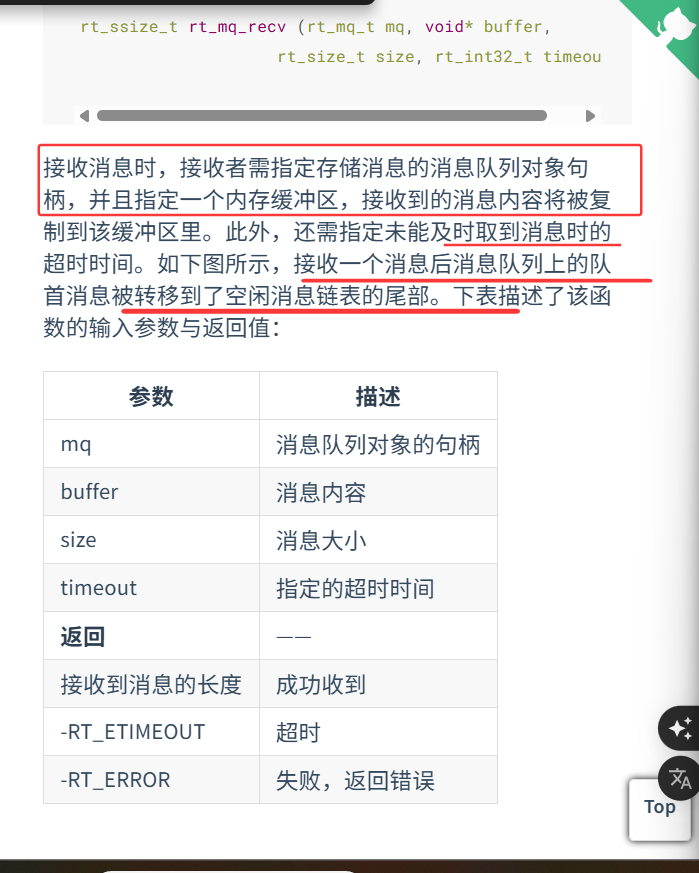 rt_ssize_t rt_mq_recv (rt_mq_t mq, void* buffer,
rt_size_t size, rt_int32_t timeou
接收消息时，接收者需指定存储消息的消息队列对象句
柄，并且指定一个内存缓冲区，接收到的消息内容将被复
制到该缓冲区里。此外，还需指定未能及时取到消息时的
超时时间。如下图所示，接收一个消息后消息队列上的队
首消息被转移到了空闲消息链表的尾部。下表描述了该函
数的输入参数与返回值：
参数 描述
mq 消息队列对象的句柄
buffer 消息内容
size 消息大小
timeout 指定的超时时间
返回 ——
接收到消息的长度 成功收到
-RT_ETIMEOUT 超时
-RT_ERROR 失败，返回错误
文A
Top